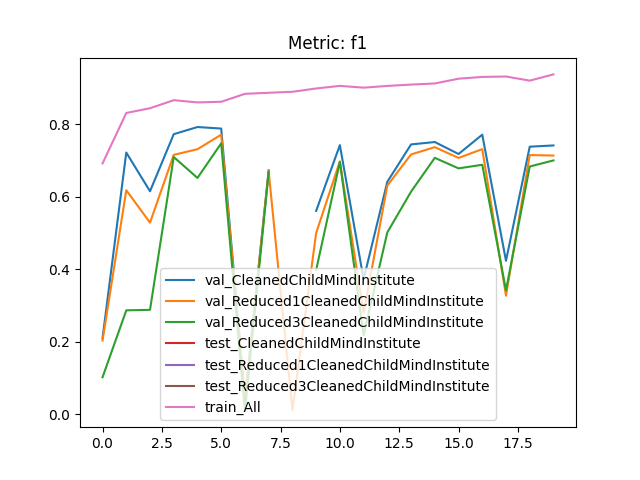 Metric: f1
0.8
0.6
0.4
0.2
0.0
val_CleanedChildMindInstitute
val_Reduced1CleanedChildMindInstitute
val_Reduced3CleanedChildMindInstitute
test_CleanedChildMindInstitute
test_Reduced1CleanedChildMindInstitute
test_Reduced3CleanedChildMindInstitute
train_All
0.0 2.5 5.0 7.5 10.0 12.5 15.0 17.5